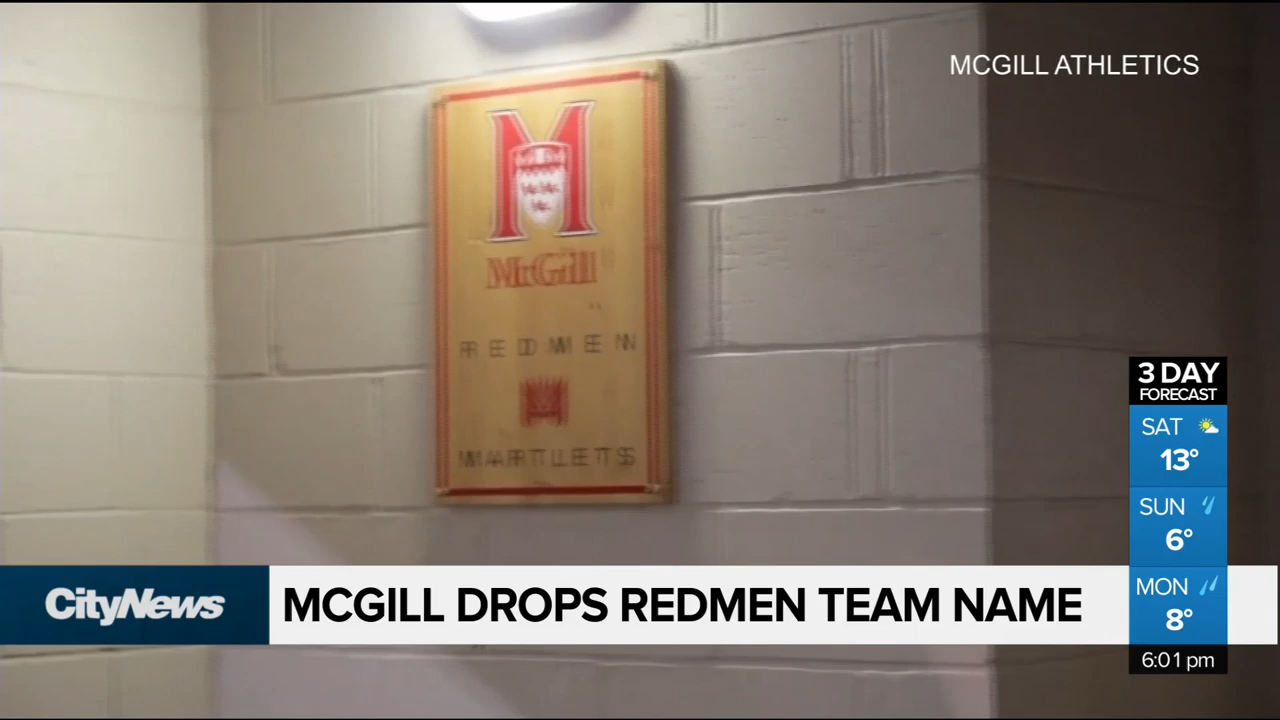 MCGILL ATHLETICS
M
McGill
REDMEN
MARTLETS
3 DAY
FORECAST
SAT
13°
SUN
6°
MON
8°
6:01 pm
CityNews
MCGILL DROPS REDMEN TEAM NAME